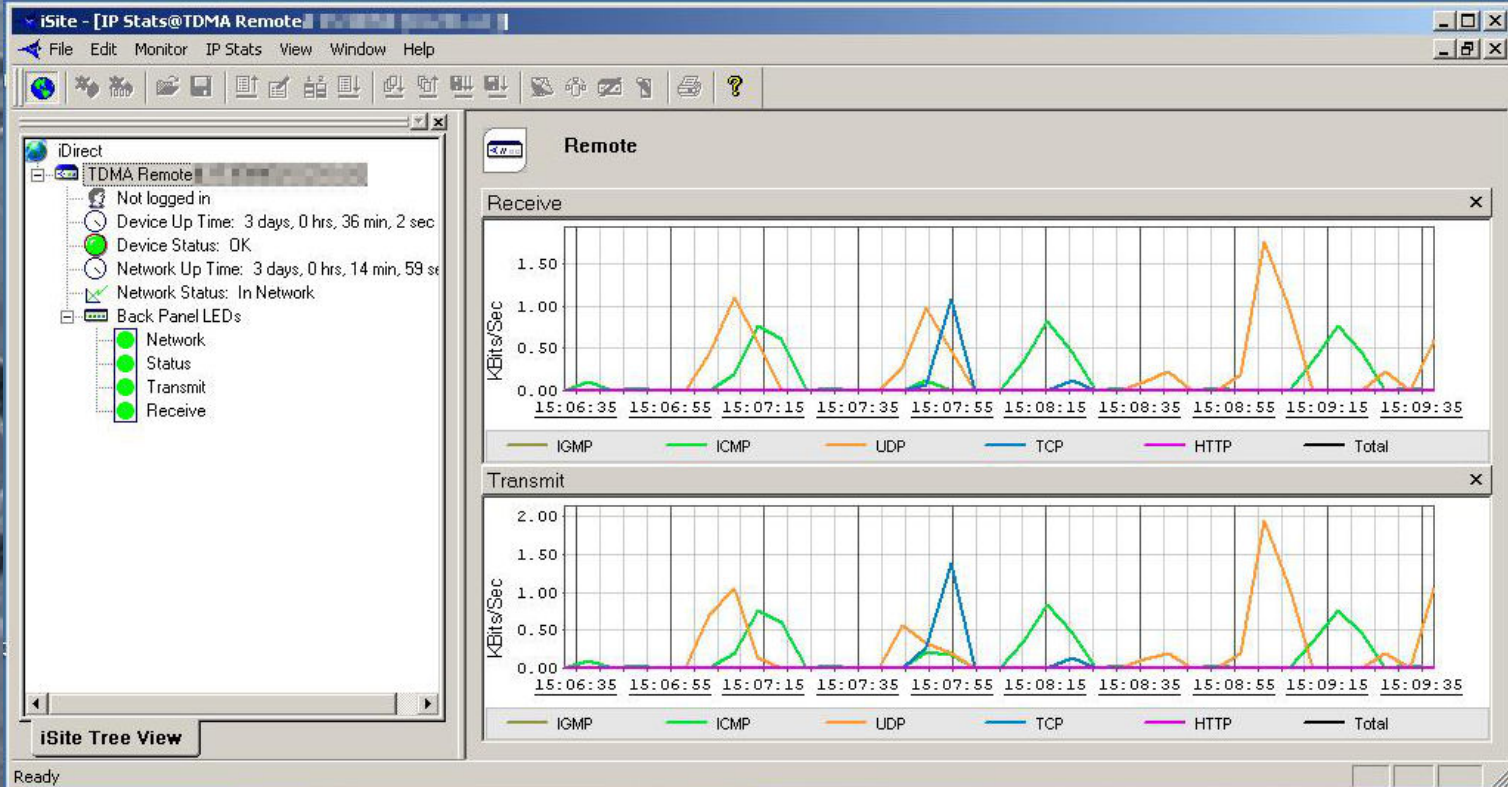 iSite - [IP Stats@TDMA Remote
File Edit Monitor IP Stats View Window Help
iDirect
TDMA Remote
Not logged in
Device Up Time: 3 days, 0 hrs, 36 min, 2 sec
Device Status: OK
Network Up Time: 3 days, 0 hrs, 14 min, 59 se
Network Status: In Network
Back Panel LEDs
Network
Status
Transmit
Receive
iSite Tree View
Remote
Receive
KBits/Sec
1.50
1.00
0.50
0.00
15:06:35 15:06:55 15:07:15 15:07:35 15:07:55 15:08:15 15:08:35 15:08:55 15:09:15 15:09:35
IGMP ICMP UDP TCP HTTP Total
Transmit
KBits/Sec
2.00
1.50
1.00
0.50
0.00
15:06:35 15:06:55 15:07:15 15:07:35 15:07:55 15:08:15 15:08:35 15:08:55 15:09:15 15:09:35
IGMP ICMP UDP TCP HTTP Total
Ready